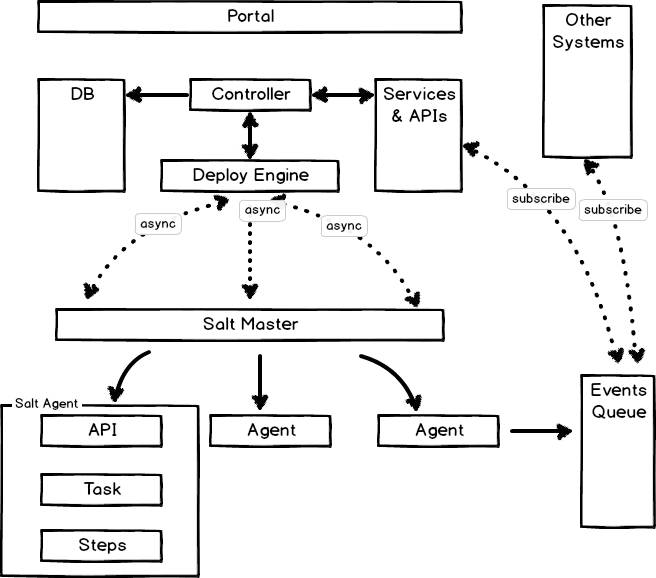 Portal
Other
Systems
DB
Controller
Services
& APIs
Deploy Engine
subscribe
subscribe
async
async
async
Salt Master
Salt Agent
API
Agent
Agent
Events
Queue
Task
Steps